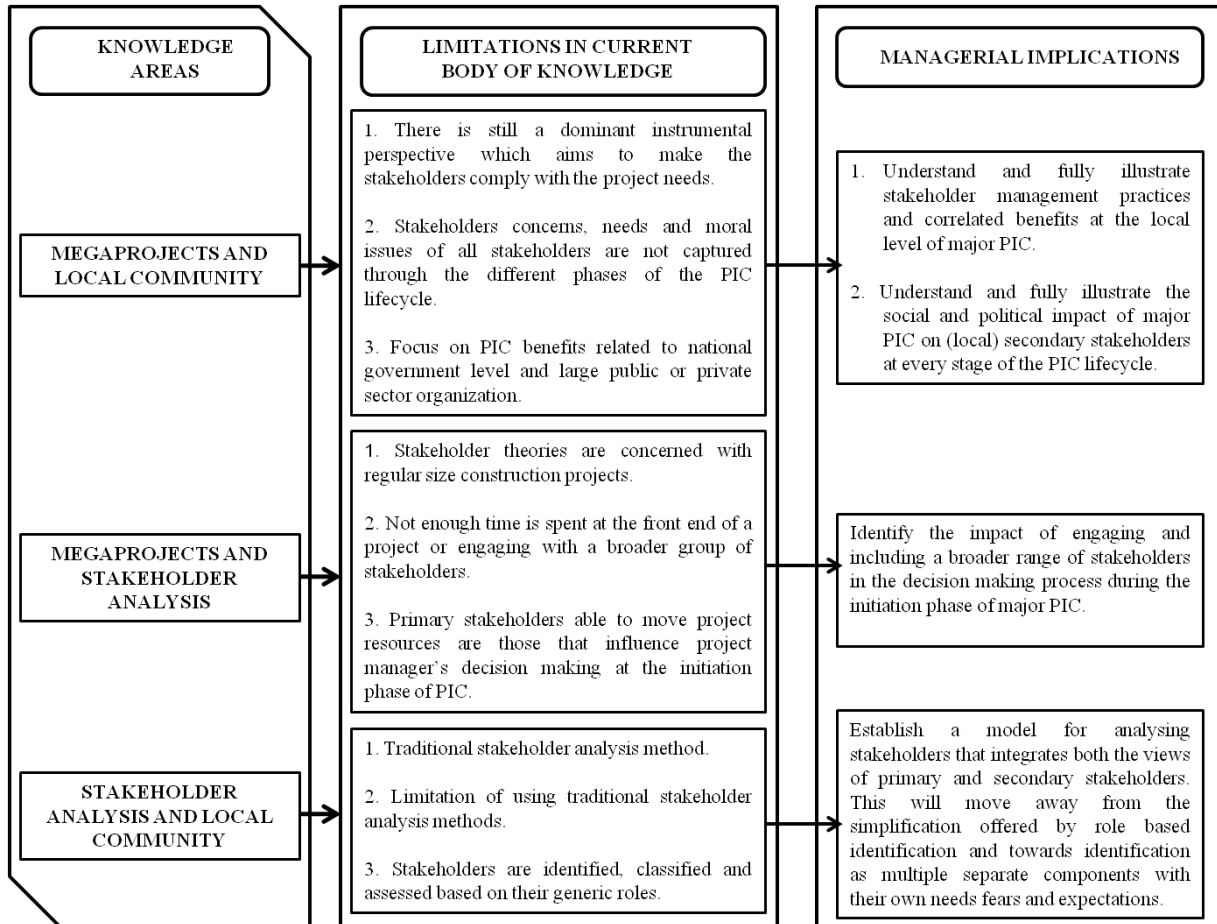 KNOWLEDGE
AREAS
LIMITATIONS IN CURRENT
BODY OF KNOWLEDGE
MANAGERIAL IMPLICATIONS
MEGAPROJECTS AND
LOCAL COMMUNITY
1. There is still a dominant instrumental
perspective which aims to make the
stakeholders comply with the project needs.
2. Stakeholders concerns, needs and moral
issues of all stakeholders are not captured
through the different phases of the PIC
lifecycle.
3. Focus on PIC benefits related to national
government level and large public or private
sector organization.
1. Understand and fully illustrate
stakeholder management practices
and correlated benefits at the local
level of major PIC.
2. Understand and fully illustrate the
social and political impact of major
PIC on (local) secondary stakeholders
at every stage of the PIC lifecycle.
MEGAPROJECTS AND
STAKEHOLDER
ANALYSIS
1. Stakeholder theories are concerned with
regular size construction projects.
2. Not enough time is spent at the front end of a
project or engaging with a broader group of
stakeholders.
3. Primary stakeholders able to move project
resources are those that influence project
manager's decision making at the initiation
phase of PIC.
Identify the impact of engaging and
including a broader range of stakeholders
in the decision making process during the
initiation phase of major PIC.
STAKEHOLDER
ANALYSIS AND LOCAL
COMMUNITY
1. Traditional stakeholder analysis method.
2. Limitation of using traditional stakeholder
analysis methods.
3. Stakeholders are identified, classified and
assessed based on their generic roles.
Establish a model for analysing
stakeholders that integrates both the views
of primary and secondary stakeholders.
This will move away from the
simplification offered by role based
identification and towards identification
as multiple separate components with
their own needs fears and expectations.